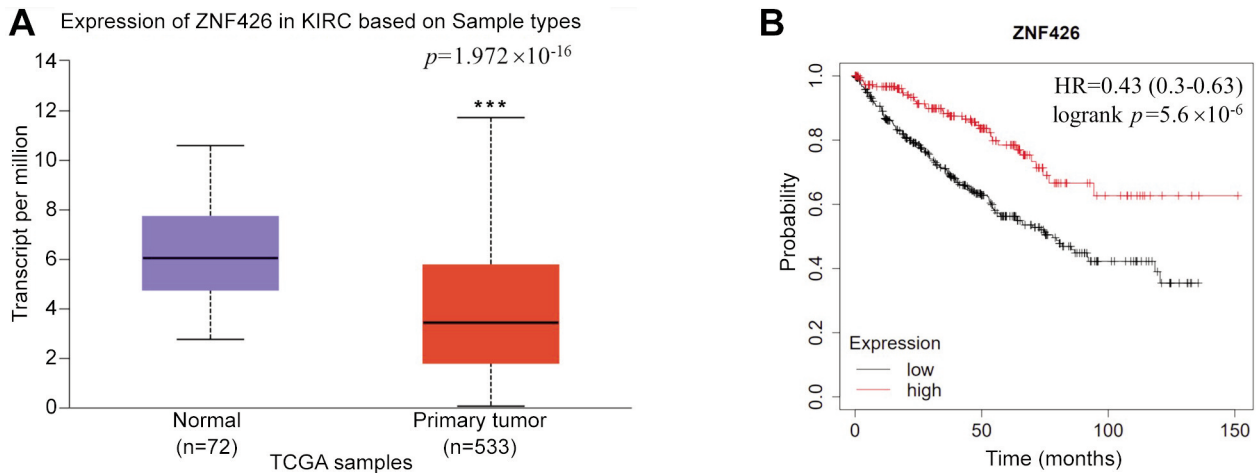 A
Expression of ZNF426 in KIRC based on Sample types
p=1.972×10-16
***
Transcript per million
14
12
10
8
6
4
2
0
Normal
(n=72)
Primary tumor
(n=533)
TCGA samples
B
ZNF426
HR=0.43 (0.3-0.63)
logrank p=5.6×10-6
Probability
1.0
0.8
0.6
0.4
0.2
0.0
Expression
low
high
0 50 100 150
Time (months)